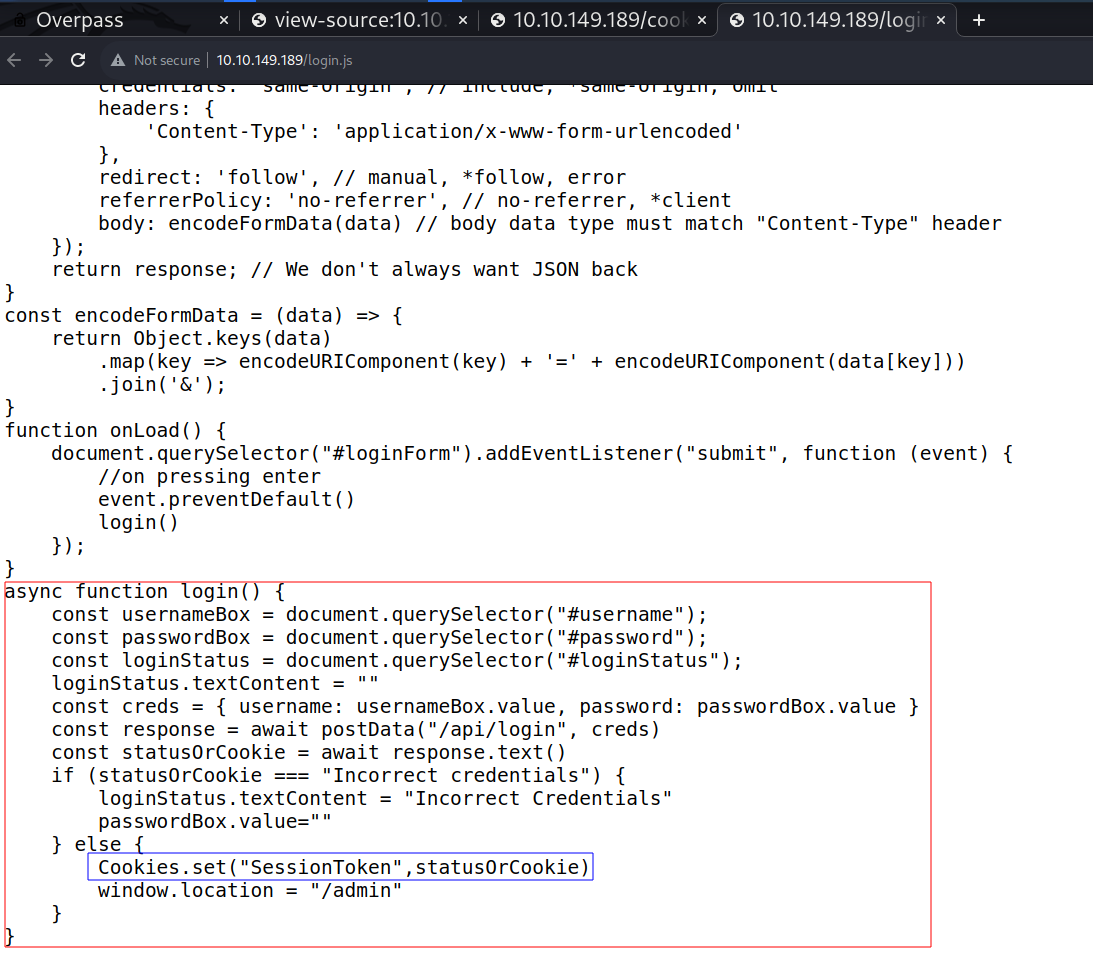 Overpass
view-source:10.10.
10.10.149.189/cook
10.10.149.189/login
Not secure
10.10.149.189/login.js
        credentials: 'same-origin', // include, *same-origin, omit
        headers: {
            'Content-Type': 'application/x-www-form-urlencoded'
        },
        redirect: 'follow', // manual, *follow, error
        referrerPolicy: 'no-referrer', // no-referrer, *client
        body: encodeFormData(data) // body data type must match "Content-Type" header
    });
    return response; // We don't always want JSON back
}
const encodeFormData = (data) => {
    return Object.keys(data)
        .map(key => encodeURIComponent(key) + '=' + encodeURIComponent(data[key]))
        .join('&');
}
function onLoad() {
    document.querySelector("#loginForm").addEventListener("submit", function (event) {
        //on pressing enter
        event.preventDefault()
        login()
    });
}
async function login() {
    const usernameBox = document.querySelector("#username");
    const passwordBox = document.querySelector("#password");
    const loginStatus = document.querySelector("#loginStatus");
    loginStatus.textContent = ""
    const creds = { username: usernameBox.value, password: passwordBox.value }
    const response = await postData("/api/login", creds)
    const statusOrCookie = await response.text()
    if (statusOrCookie === "Incorrect credentials") {
        loginStatus.textContent = "Incorrect Credentials"
        passwordBox.value=""
    } else {
        Cookies.set("SessionToken",statusOrCookie)
        window.location = "/admin"
    }
}